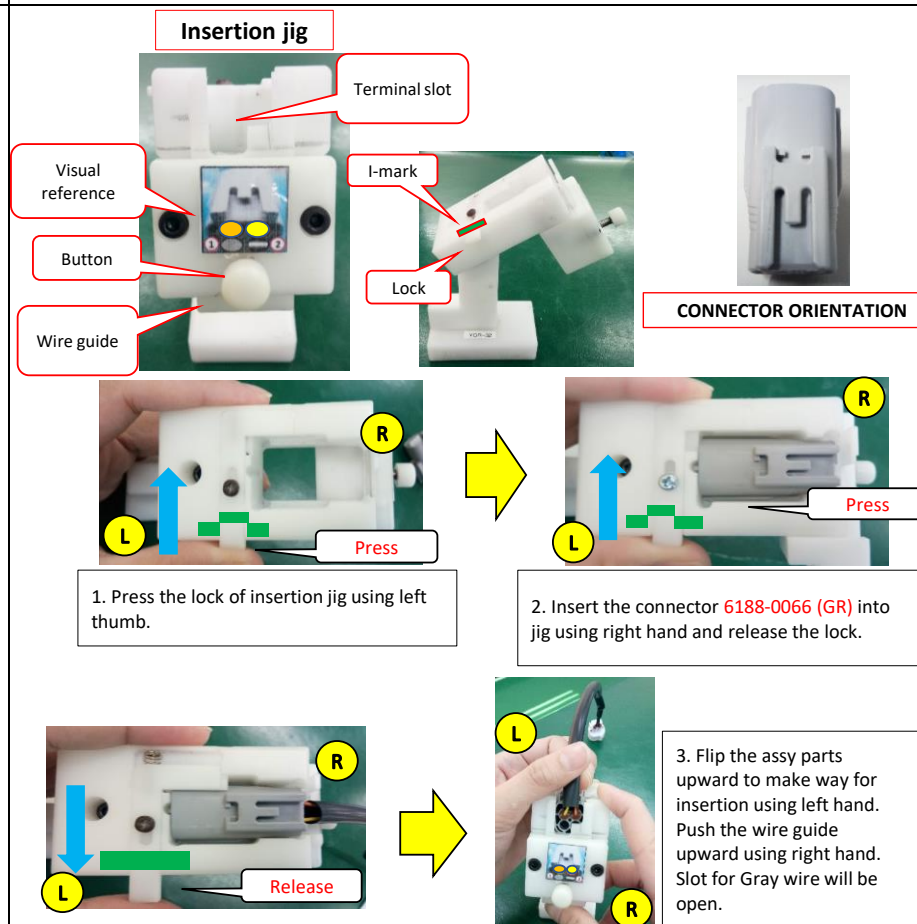 Insertion jig
Terminal slot
Visual
reference
I-mark
Button
Lock
Wire guide
1
2
CONNECTOR ORIENTATION
R
L
Press
R
L
Press
1. Press the lock of insertion jig using left
thumb.
2. Insert the connector 6188-0066 (GR) into
jig using right hand and release the lock.
R
L
Release
L
R
3. Flip the assy parts
upward to make way for
insertion using left hand.
Push the wire guide
upward using right hand.
Slot for Gray wire will be
open.